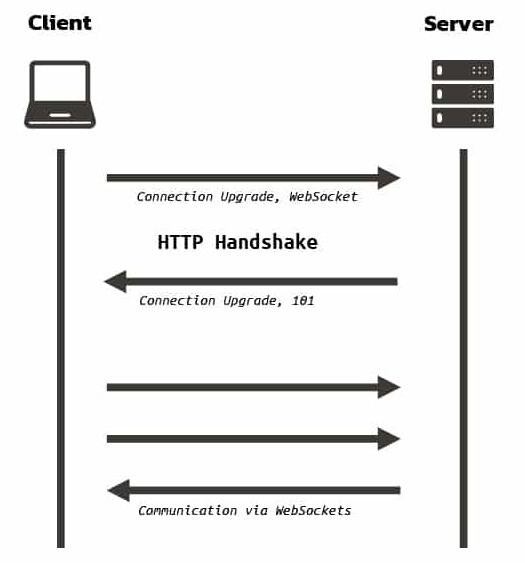 Client
Server
Connection Upgrade, WebSocket
HTTP Handshake
Connection Upgrade, 101
Communication via WebSockets